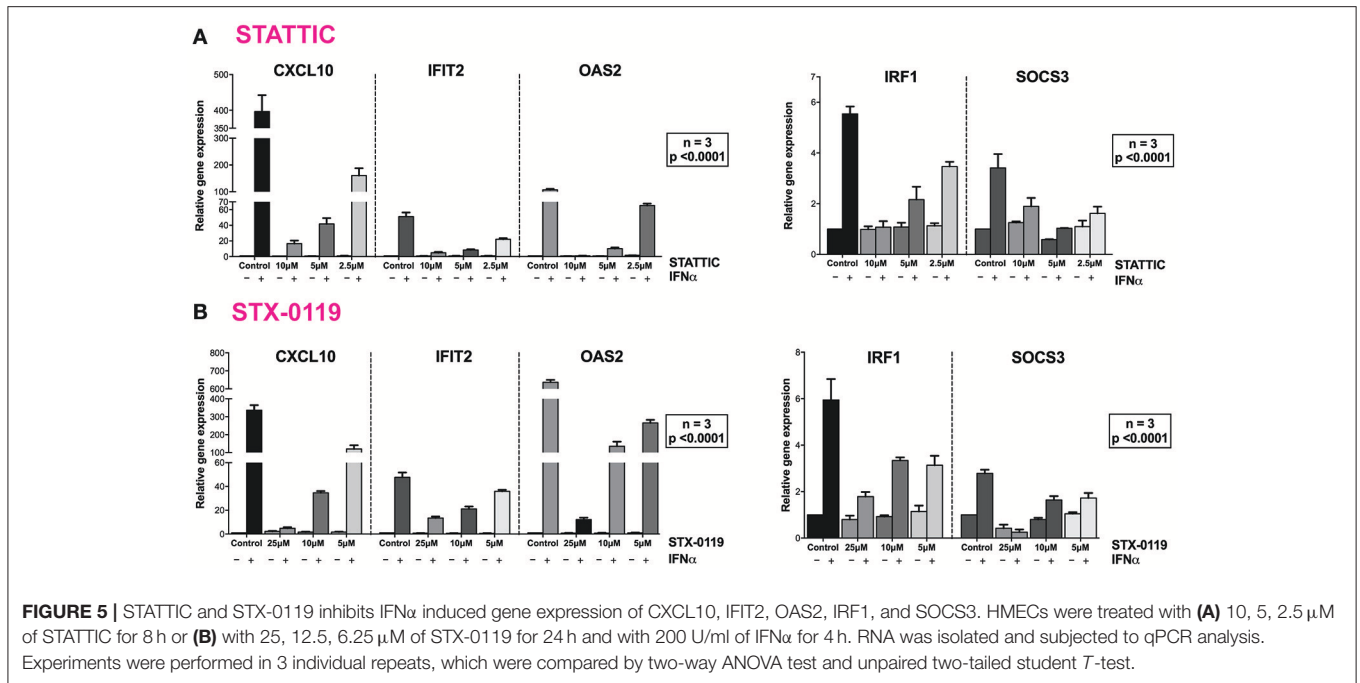 A STATTIC
CXCL10 IFIT2 OAS2
Relative gene expression
500
400
350
300
200
100
70
60
40
20
0
Control 10µM 5µM 2.5µM Control 10µM 5µM 2.5µM Control 10µM 5µM 2.5µM STATTIC
− + − + − + − + − + − + − + − + − + − + − + − + IFNα
n = 3
p <0.0001
IRF1 SOCS3
Relative gene expression
7
6
4
2
0
Control 10µM 5µM 2.5µM Control 10µM 5µM 2.5µM STATTIC
− + − + − + − + − + − + − + − + IFNα
n = 3
p <0.0001
B STX-0119
CXCL10 IFIT2 OAS2
Relative gene expression
800
700
600
400
300
200
100
60
40
20
0
Control 25µM 10µM 5µM Control 25µM 10µM 5µM Control 25µM 10µM 5µM STX-0119
− + − + − + − + − + − + − + − + − + − + − + − + IFNα
n = 3
p <0.0001
IRF1 SOCS3
Relative gene expression
8
6
4
2
0
Control 25µM 10µM 5µM Control 25µM 10µM 5µM STX-0119
− + − + − + − + − + − + − + − + IFNα
n = 3
p <0.0001
FIGURE 5 | STATTIC and STX-0119 inhibits IFNα induced gene expression of CXCL10, IFIT2, OAS2, IRF1, and SOCS3. HMECs were treated with (A) 10, 5, 2.5 µM
of STATTIC for 8 h or (B) with 25, 12.5, 6.25 µM of STX-0119 for 24 h and with 200 U/ml of IFNα for 4 h. RNA was isolated and subjected to qPCR analysis.
Experiments were performed in 3 individual repeats, which were compared by two-way ANOVA test and unpaired two-tailed student T-test.